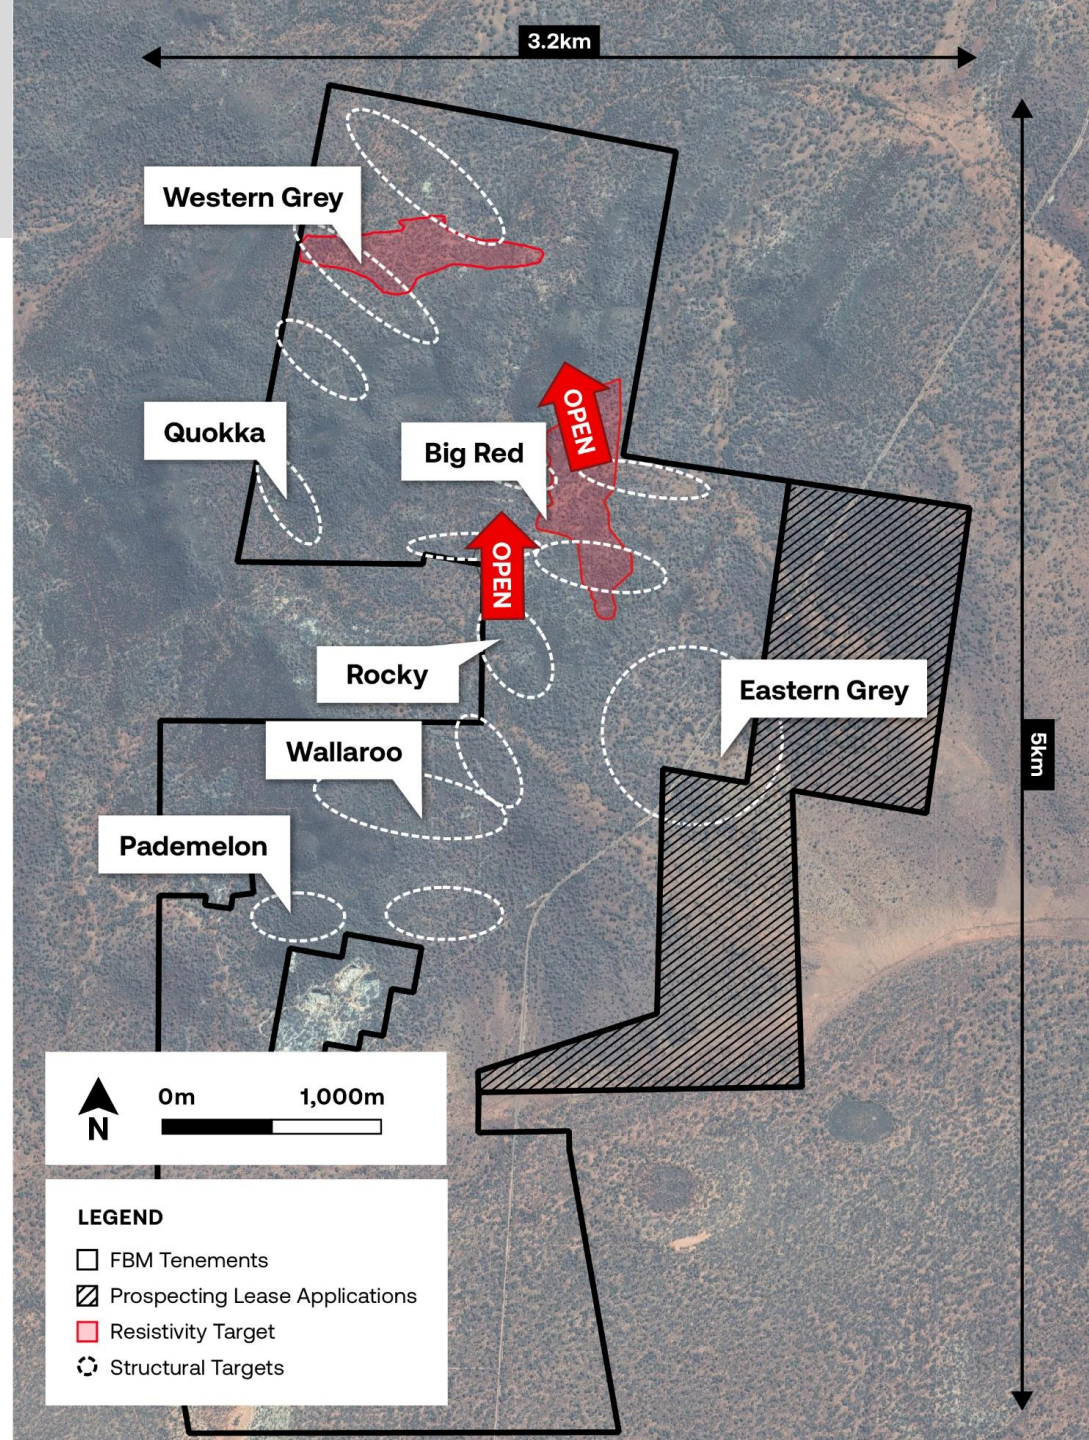 3.2km
Western Grey
OPEN
Quokka
Big Red
OPEN
Rocky
Eastern Grey
Wallaroo
5km
Pademelon
0m 1,000m
N
LEGEND
FBM Tenements
Prospecting Lease Applications
Resistivity Target
Structural Targets